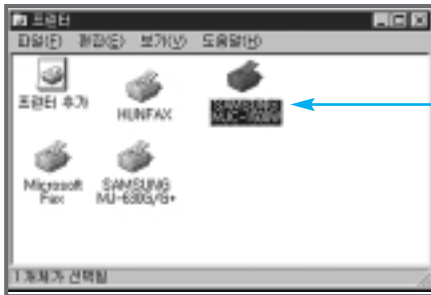 프린터
파일(F) 편집(E) 보기(V) 도움말(H)
프린터 추가
HUNFAX
SAMSUNG
Microsoft
Fax
SAMSUNG
MJ-630G/G+
1 개체가 선택됨